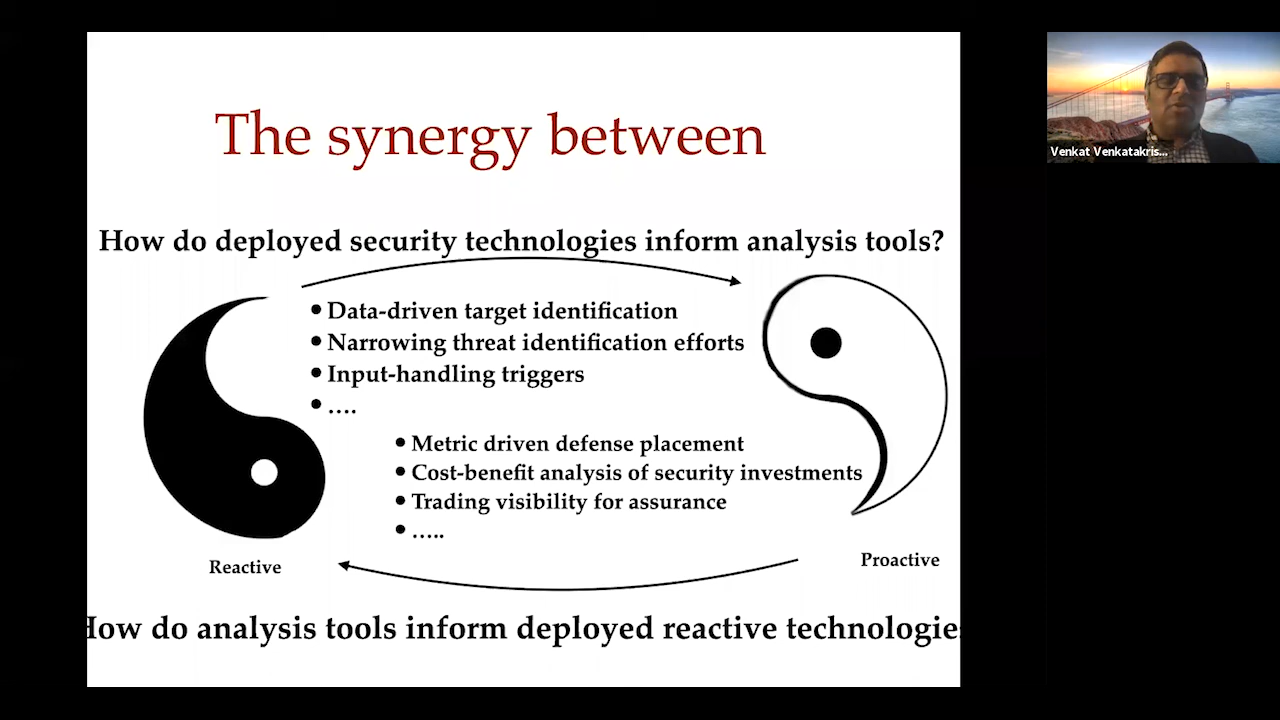 The synergy between
Venkat Venkatakris...
How do deployed security technologies inform analysis tools?
• Data-driven target identification
• Narrowing threat identification efforts
• Input-handling triggers
• ....
• Metric driven defense placement
• Cost-benefit analysis of security investments
• Trading visibility for assurance
• .....
Reactive
Proactive
How do analysis tools inform deployed reactive technologies